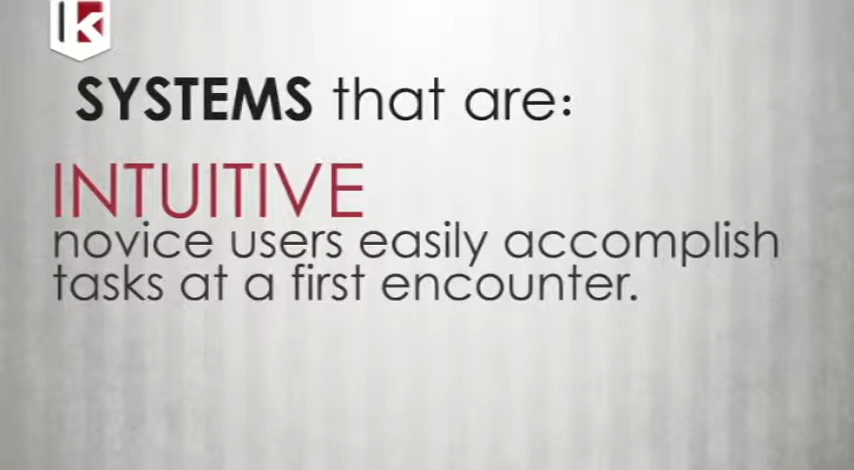 K
SYSTEMS that are:
INTUITIVE
novice users easily accomplish
tasks at a first encounter.